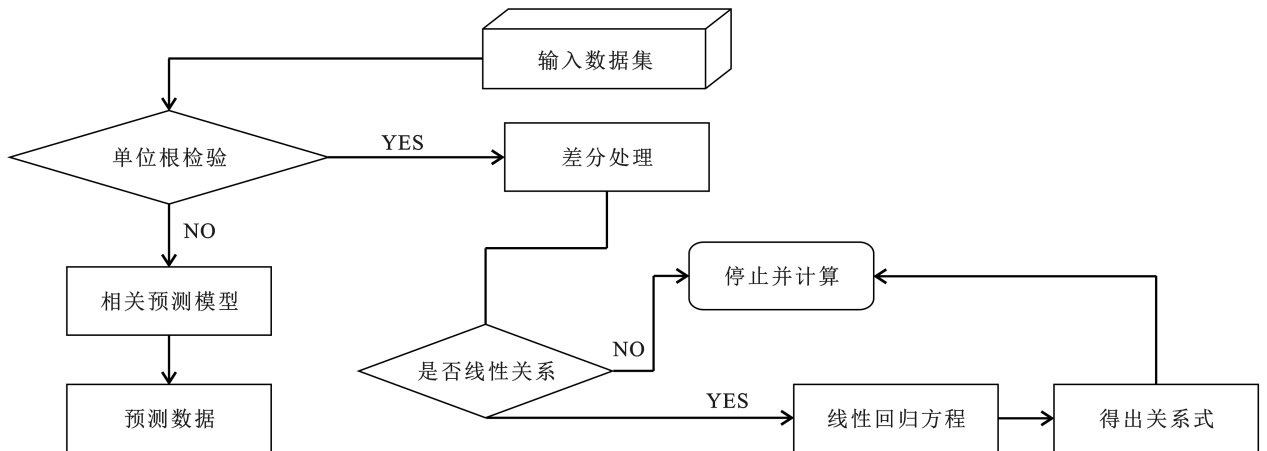 输入数据集
单位根检验
YES
差分处理
NO
相关预测模型
预测数据
停止并计算
是否线性关系
NO
YES
线性回归方程
得出关系式